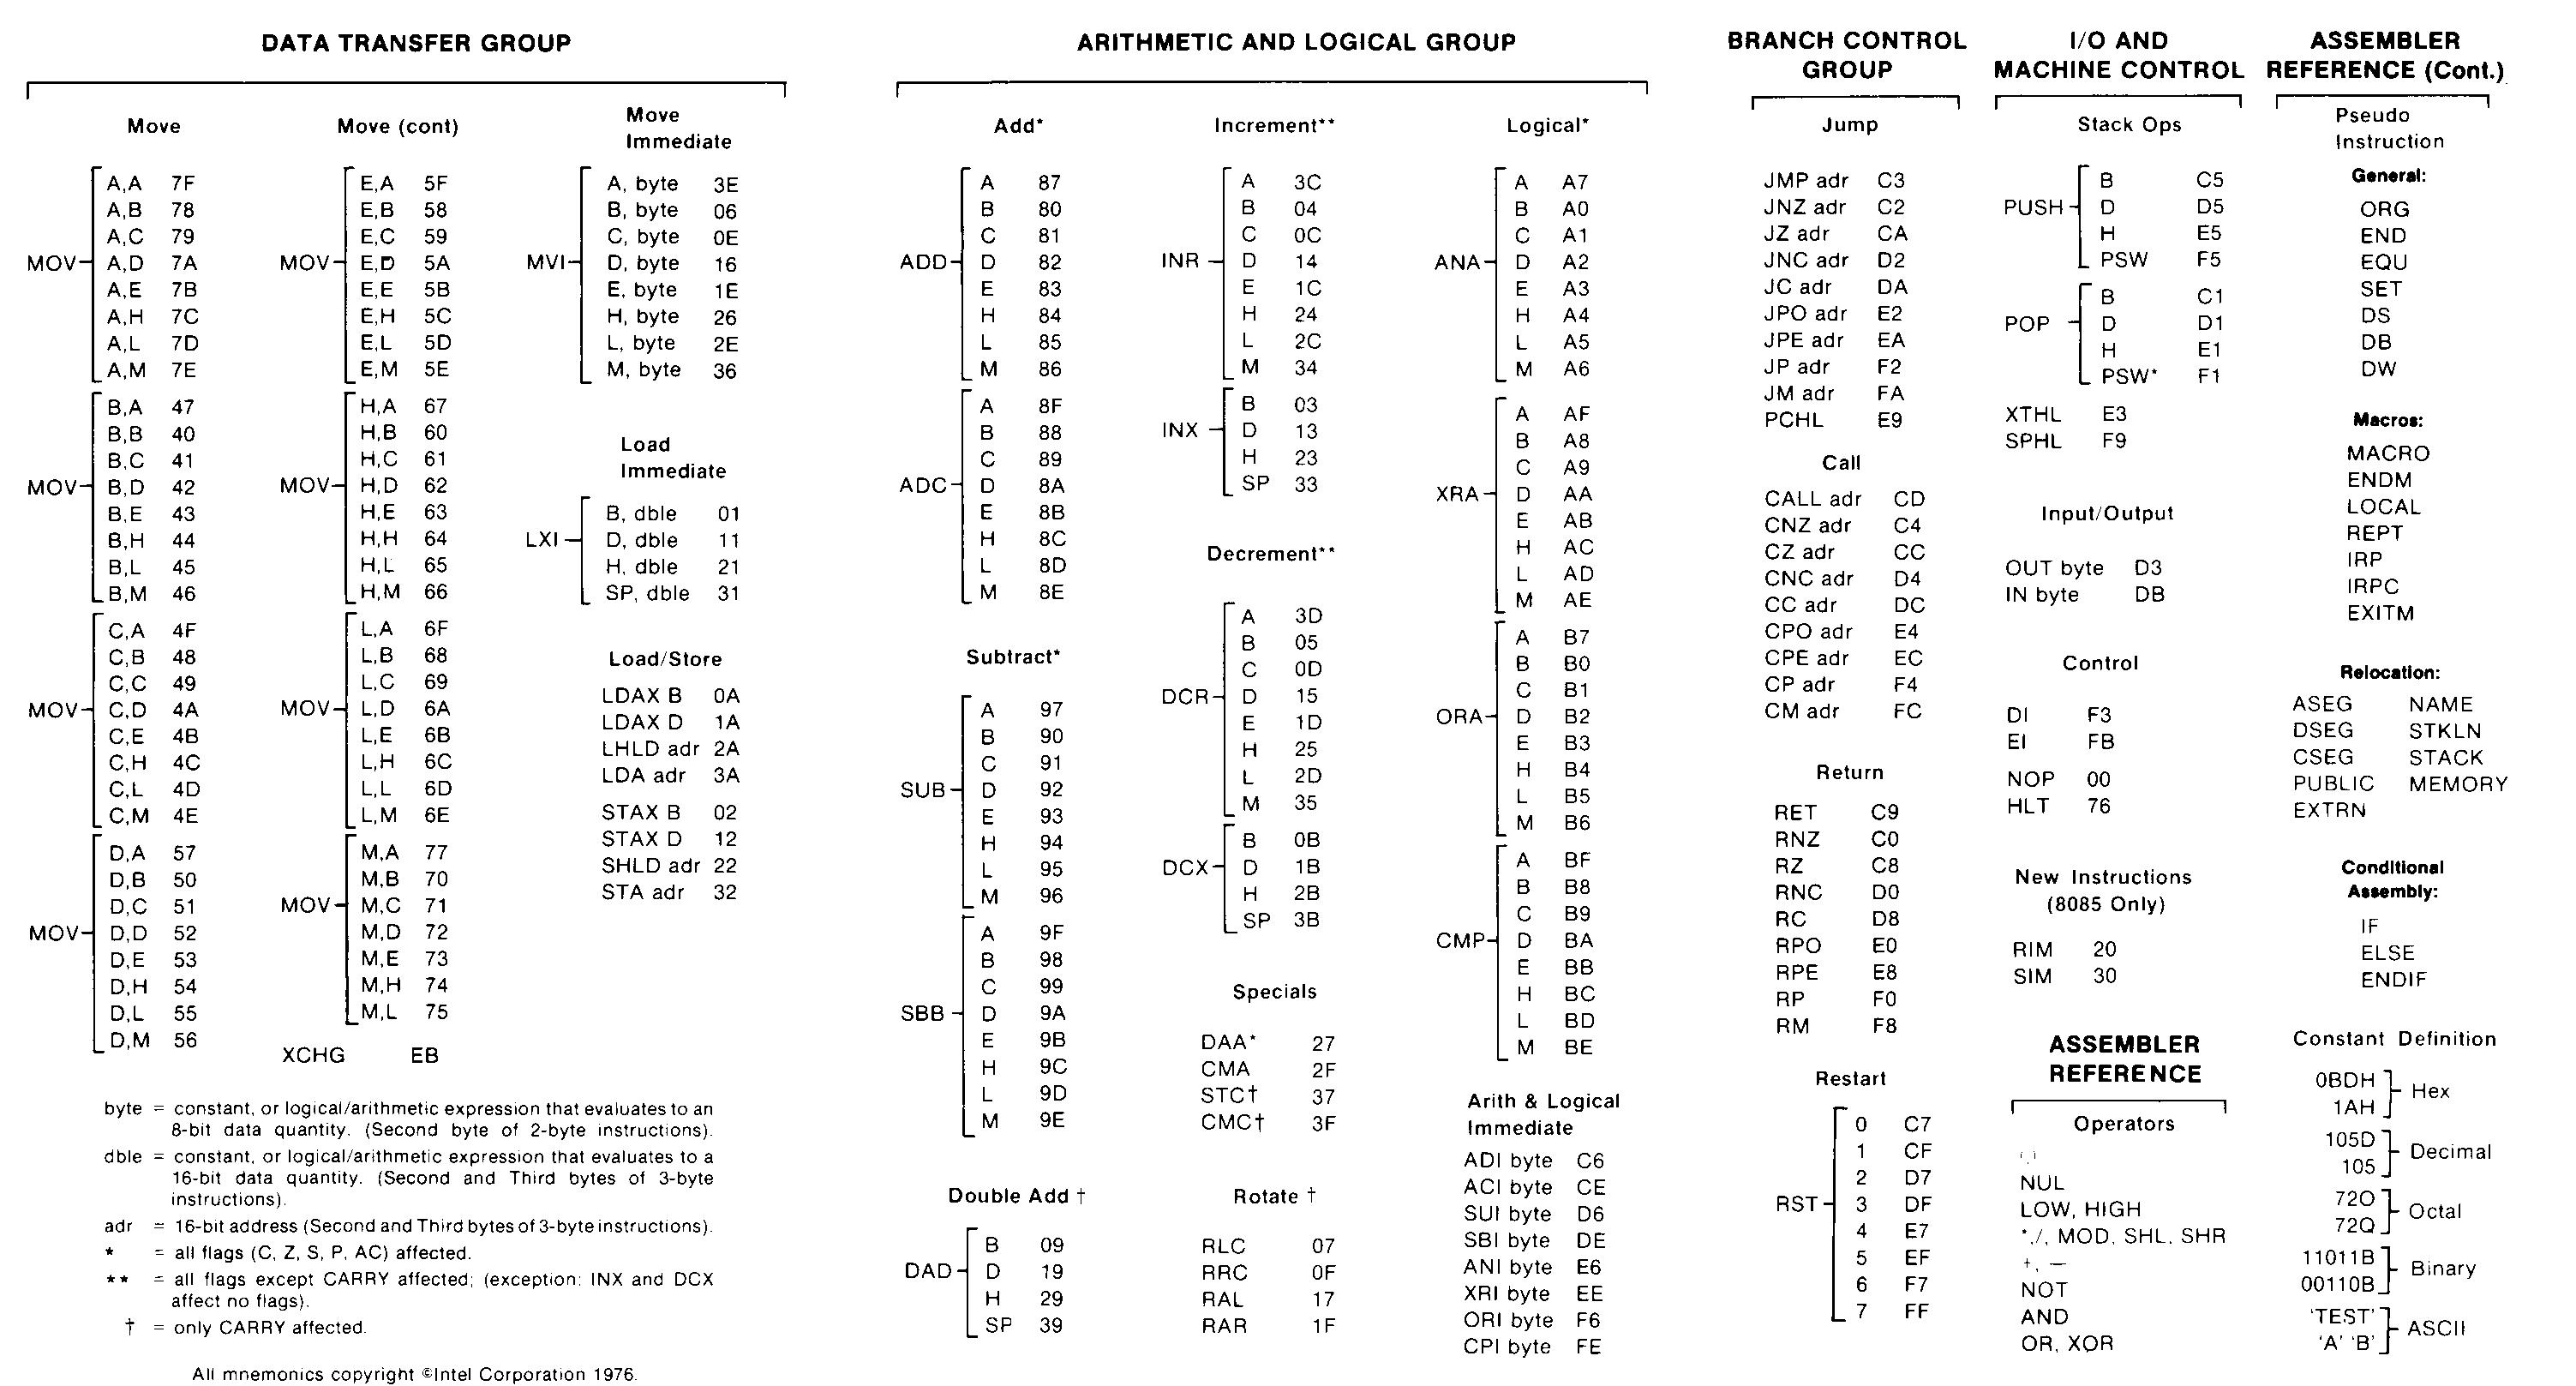 DATA TRANSFER GROUP
Move
MOV
A,A 7F
A,B 78
A,C 79
A,D 7A
A,E 7B
A,H 7C
A,L 7D
A,M 7E
MOV
B,A 47
B,B 40
B,C 41
B,D 42
B,E 43
B,H 44
B,L 45
B,M 46
MOV
C,A 4F
C,B 48
C,C 49
C,D 4A
C,E 4B
C,H 4C
C,L 4D
C,M 4E
MOV
D,A 57
D,B 50
D,C 51
D,D 52
D,E 53
D,H 54
D,L 55
D,M 56
Move (cont)
MOV
E,A 5F
E,B 58
E,C 59
E,D 5A
E,E 5B
E,H 5C
E,L 5D
E,M 5E
MOV
H,A 67
H,B 60
H,C 61
H,D 62
H,E 63
H,H 64
H,L 65
H,M 66
MOV
L,A 6F
L,B 68
L,C 69
L,D 6A
L,E 6B
L,H 6C
L,L 6D
L,M 6E
MOV
M,A 77
M,B 70
M,C 71
M,D 72
M,E 73
M,H 74
M,L 75
XCHG EB
Move
Immediate
MVI
A, byte 3E
B, byte 06
C, byte 0E
D, byte 16
E, byte 1E
H, byte 26
L, byte 2E
M, byte 36
Load
Immediate
LXI
B, dble 01
D, dble 11
H, dble 21
SP, dble 31
Load/Store
LDAX B 0A
LDAX D 1A
LHLD adr 2A
LDA adr 3A
STAX B 02
STAX D 12
SHLD adr 22
STA adr 32
byte = constant, or logical/arithmetic expression that evaluates to an
8-bit data quantity. (Second byte of 2-byte instructions).
dble = constant, or logical/arithmetic expression that evaluates to a
16-bit data quantity. (Second and Third bytes of 3-byte
instructions).
adr = 16-bit address (Second and Third bytes of 3-byte instructions).
* = all flags (C, Z, S, P, AC) affected.
** = all flags except CARRY affected; (exception: INX and DCX
affect no flags).
† = only CARRY affected.
All mnemonics copyright ©Intel Corporation 1976.
ARITHMETIC AND LOGICAL GROUP
Add*
ADD
A 87
B 80
C 81
D 82
E 83
H 84
L 85
M 86
ADC
A 8F
B 88
C 89
D 8A
E 8B
H 8C
L 8D
M 8E
Subtract*
SUB
A 97
B 90
C 91
D 92
E 93
H 94
L 95
M 96
SBB
A 9F
B 98
C 99
D 9A
E 9B
H 9C
L 9D
M 9E
Double Add †
DAD
B 09
D 19
H 29
SP 39
Increment**
INR
A 3C
B 04
C 0C
D 14
E 1C
H 24
L 2C
M 34
INX
B 03
D 13
H 23
SP 33
Decrement**
DCR
A 3D
B 05
C 0D
D 15
E 1D
H 25
L 2D
M 35
DCX
B 0B
D 1B
H 2B
SP 3B
Specials
DAA* 27
CMA 2F
STC† 37
CMC† 3F
Rotate †
RLC 07
RRC 0F
RAL 17
RAR 1F
Logical*
ANA
A A7
B A0
C A1
D A2
E A3
H A4
L A5
M A6
XRA
A AF
B A8
C A9
D AA
E AB
H AC
L AD
M AE
ORA
A B7
B B0
C B1
D B2
E B3
H B4
L B5
M B6
CMP
A BF
B B8
C B9
D BA
E BB
H BC
L BD
M BE
Arith & Logical
Immediate
ADI byte C6
ACI byte CE
SUI byte D6
SBI byte DE
ANI byte E6
XRI byte EE
ORI byte F6
CPI byte FE
BRANCH CONTROL
GROUP
Jump
JMP adr C3
JNZ adr C2
JZ adr CA
JNC adr D2
JC adr DA
JPO adr E2
JPE adr EA
JP adr F2
JM adr FA
PCHL E9
Call
CALL adr CD
CNZ adr C4
CZ adr CC
CNC adr D4
CC adr DC
CPO adr E4
CPE adr EC
CP adr F4
CM adr FC
Return
RET C9
RNZ C0
RZ C8
RNC D0
RC D8
RPO E0
RPE E8
RP F0
RM F8
Restart
RST
0 C7
1 CF
2 D7
3 DF
4 E7
5 EF
6 F7
7 FF
I/O AND
MACHINE CONTROL
Stack Ops
PUSH
B C5
D D5
H E5
PSW F5
POP
B C1
D D1
H E1
PSW* F1
XTHL E3
SPHL F9
Input/Output
OUT byte D3
IN byte DB
Control
DI F3
EI FB
NOP 00
HLT 76
New Instructions
(8085 Only)
RIM 20
SIM 30
ASSEMBLER
REFERENCE
Operators
NUL
LOW, HIGH
*,/, MOD, SHL, SHR
+, −
NOT
AND
OR, XOR
ASSEMBLER
REFERENCE (Cont.)
Pseudo
Instruction
General:
ORG
END
EQU
SET
DS
DB
DW
Macros:
MACRO
ENDM
LOCAL
REPT
IRP
IRPC
EXITM
Relocation:
ASEG NAME
DSEG STKLN
CSEG STACK
PUBLIC MEMORY
EXTRN
Conditional
Assembly:
IF
ELSE
ENDIF
Constant Definition
0BDH
1AH
Hex
105D
105
Decimal
72O
72Q
Octal
11011B
00110B
Binary
'TEST'
'A' 'B'
ASCII